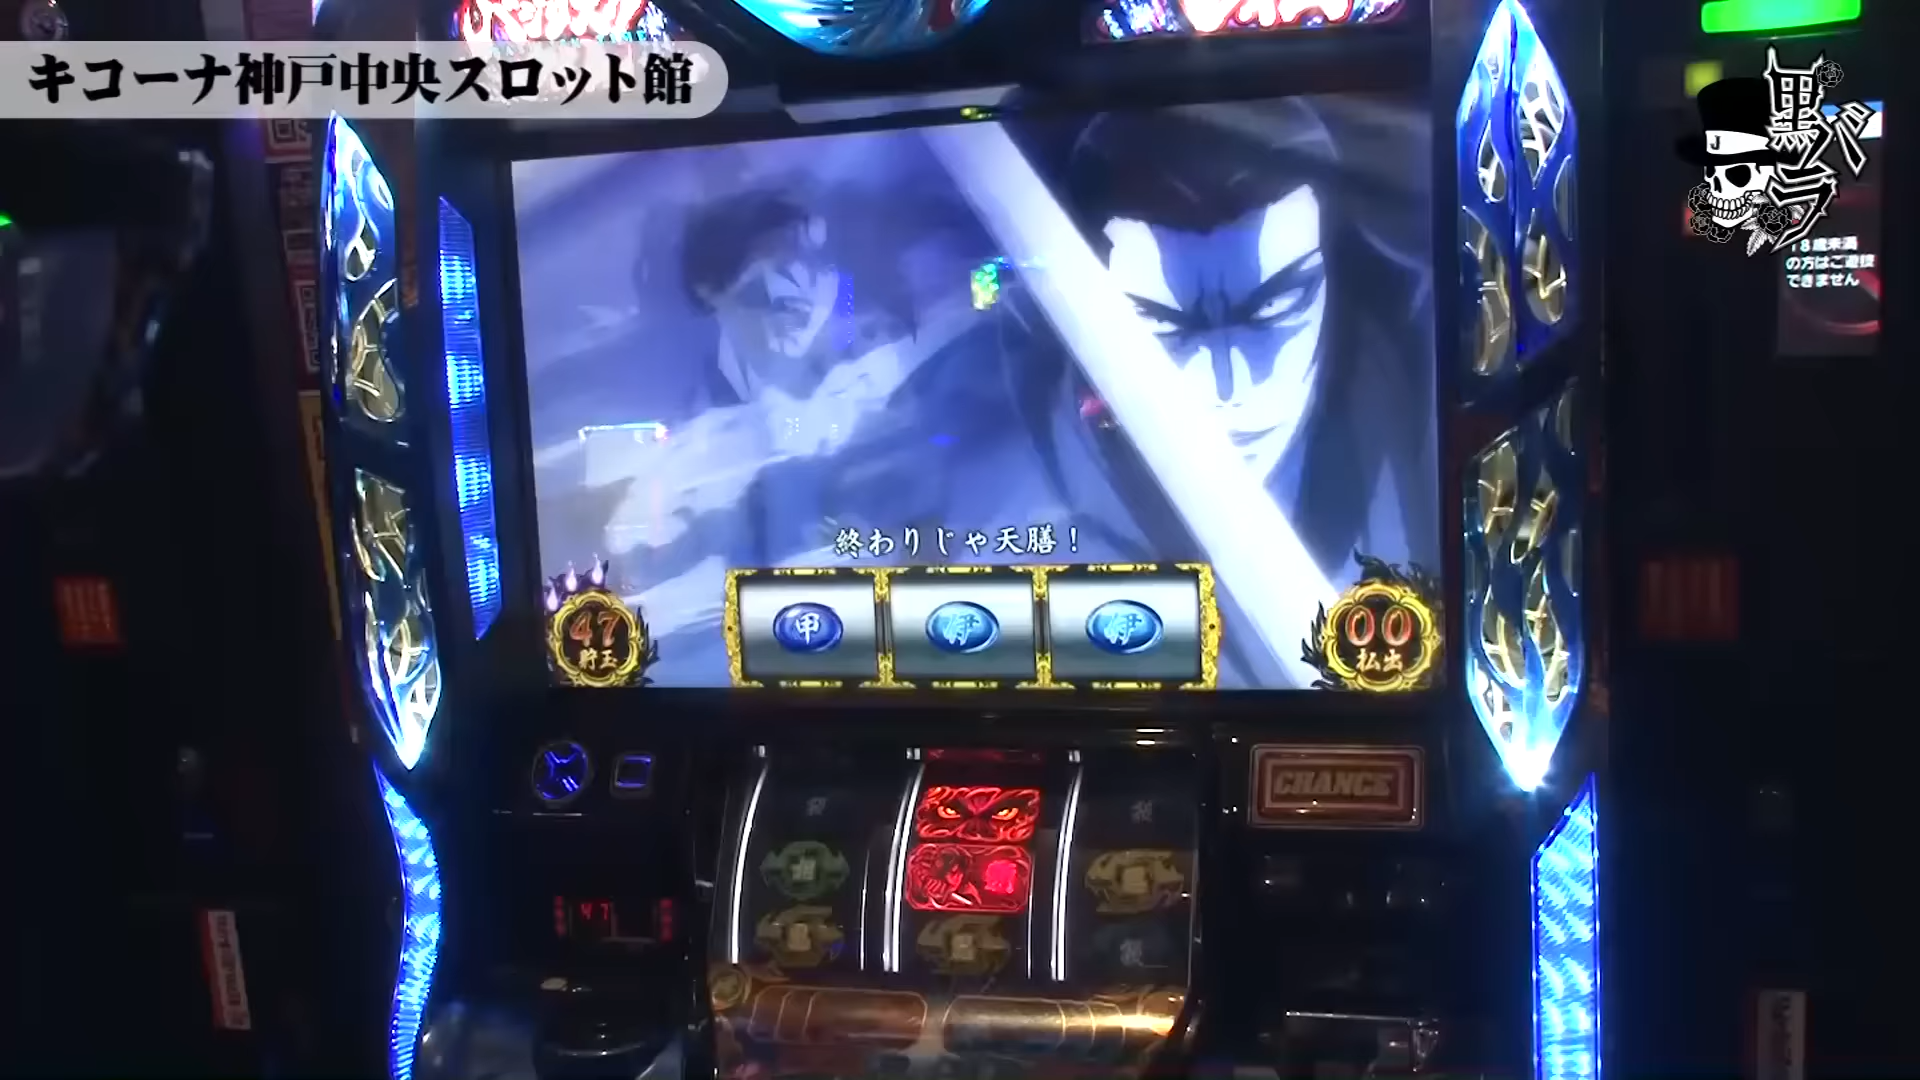 キコーナ神戸中央スロット館
黒バラ
J
18歳未満
の方はご遊技
できません
終わりじゃ天膳!
47
貯玉
甲
伊
伊
00
払出
CHANCE
47